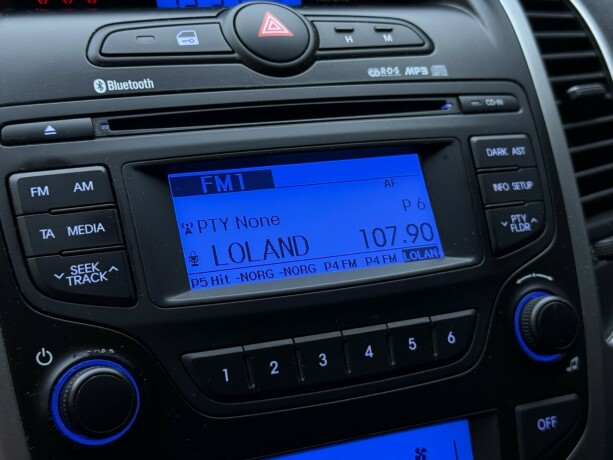 H M
Bluetooth
R·D·S MP3
CD-IN
FM AM
TA MEDIA
SEEK
TRACK
FM1
AF
P 6
PTY None
LOLAND 107.90
P5 Hit -NORG -NORG P4 FM P4 FM LOLAN
DARK AST
INFO SETUP
PTY
FLDR
1 2 3 4 5 6
OFF